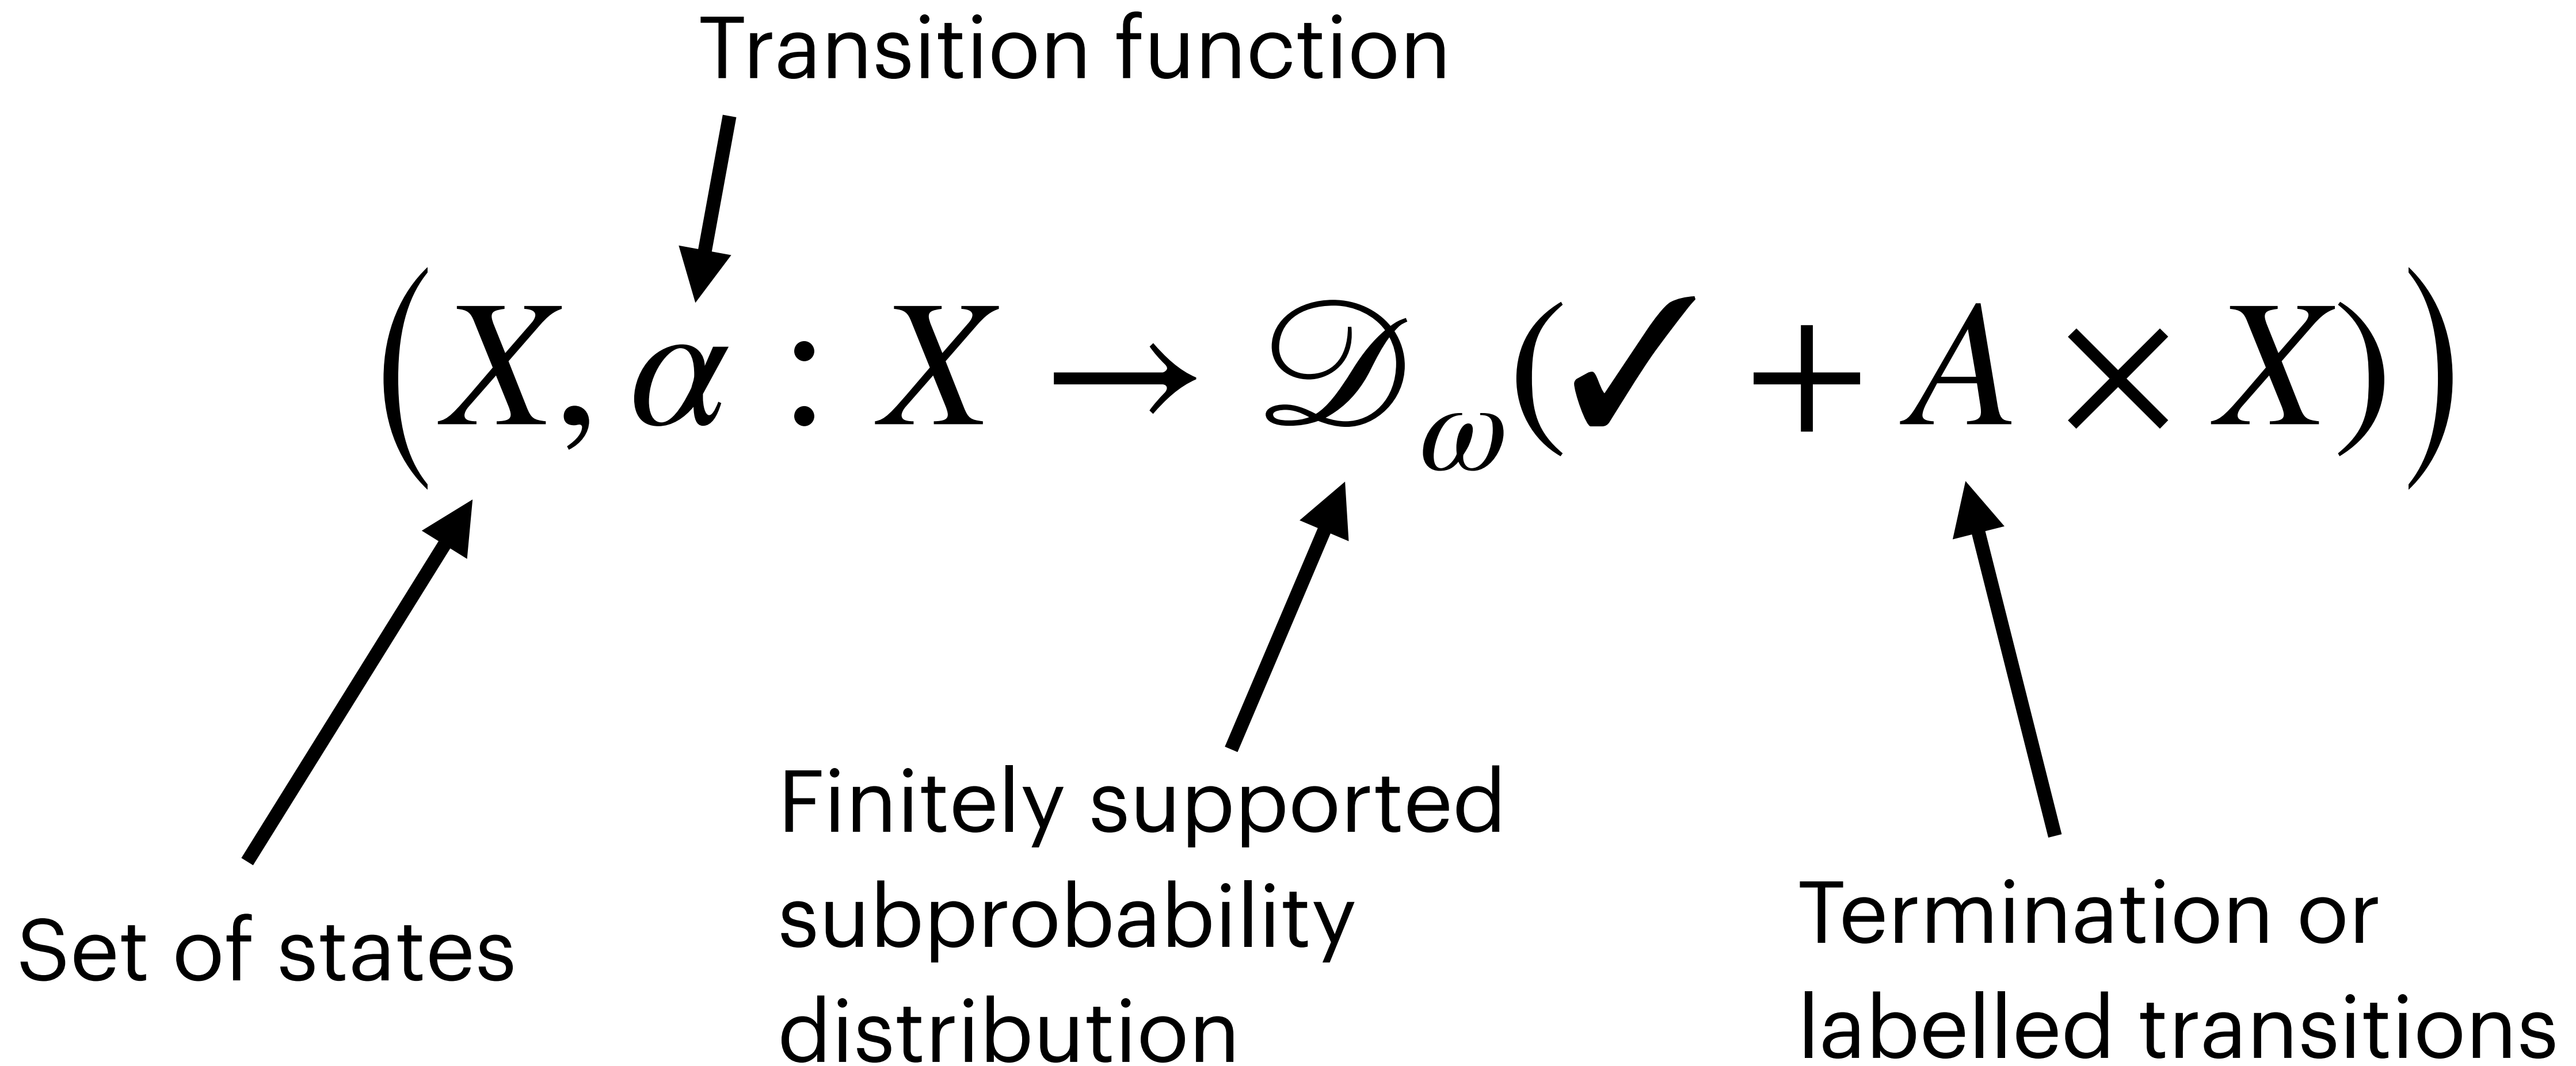 Transition function
(X, α : X → 𝒟_ω(✓ + A × X))
Set of states
Finitely supported
subprobability
distribution
Termination or
labelled transitions